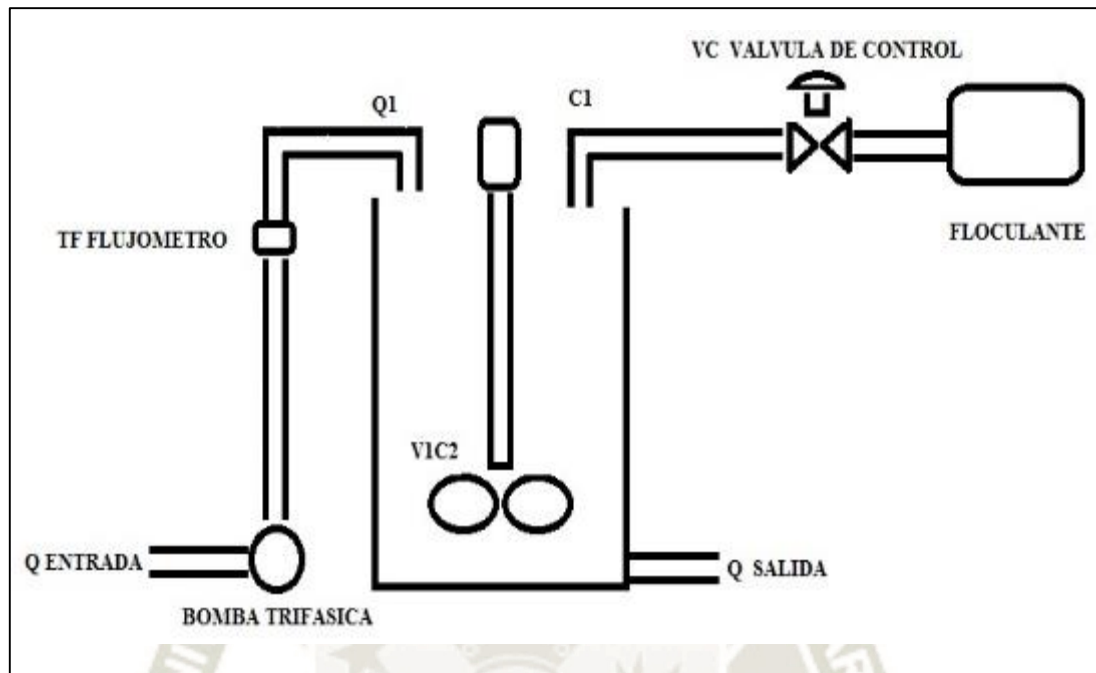 VC VALVULA DE CONTROL
Q1
C1
TF FLUJOMETRO
FLOCULANTE
V1C2
Q ENTRADA
Q SALIDA
BOMBA TRIFASICA